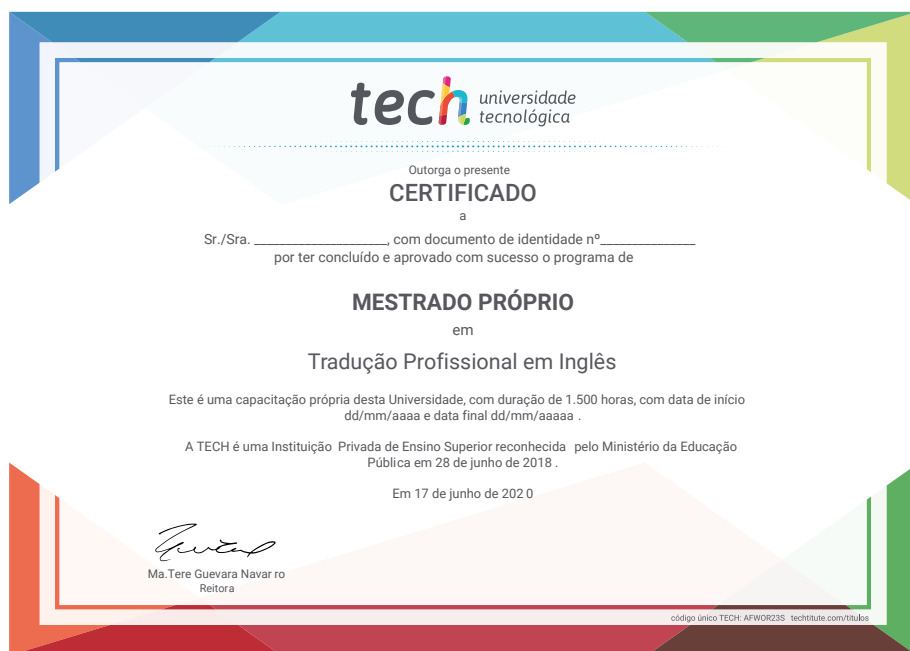 tech universidade
tecnológica
Outorga o presente
CERTIFICADO
a
Sr./Sra. ____________________, com documento de identidade nº______________
por ter concluído e aprovado com sucesso o programa de
MESTRADO PRÓPRIO
em
Tradução Profissional em Inglês
Este é uma capacitação própria desta Universidade, com duração de 1.500 horas, com data de início
dd/mm/aaaa e data final dd/mm/aaaaa .
A TECH é uma Instituição Privada de Ensino Superior reconhecida pelo Ministério da Educação
Pública em 28 de junho de 2018 .
Em 17 de junho de 202 0
Ma.Tere Guevara Navar ro
Reitora
código único TECH: AFWOR23S techtitute.com/titulos